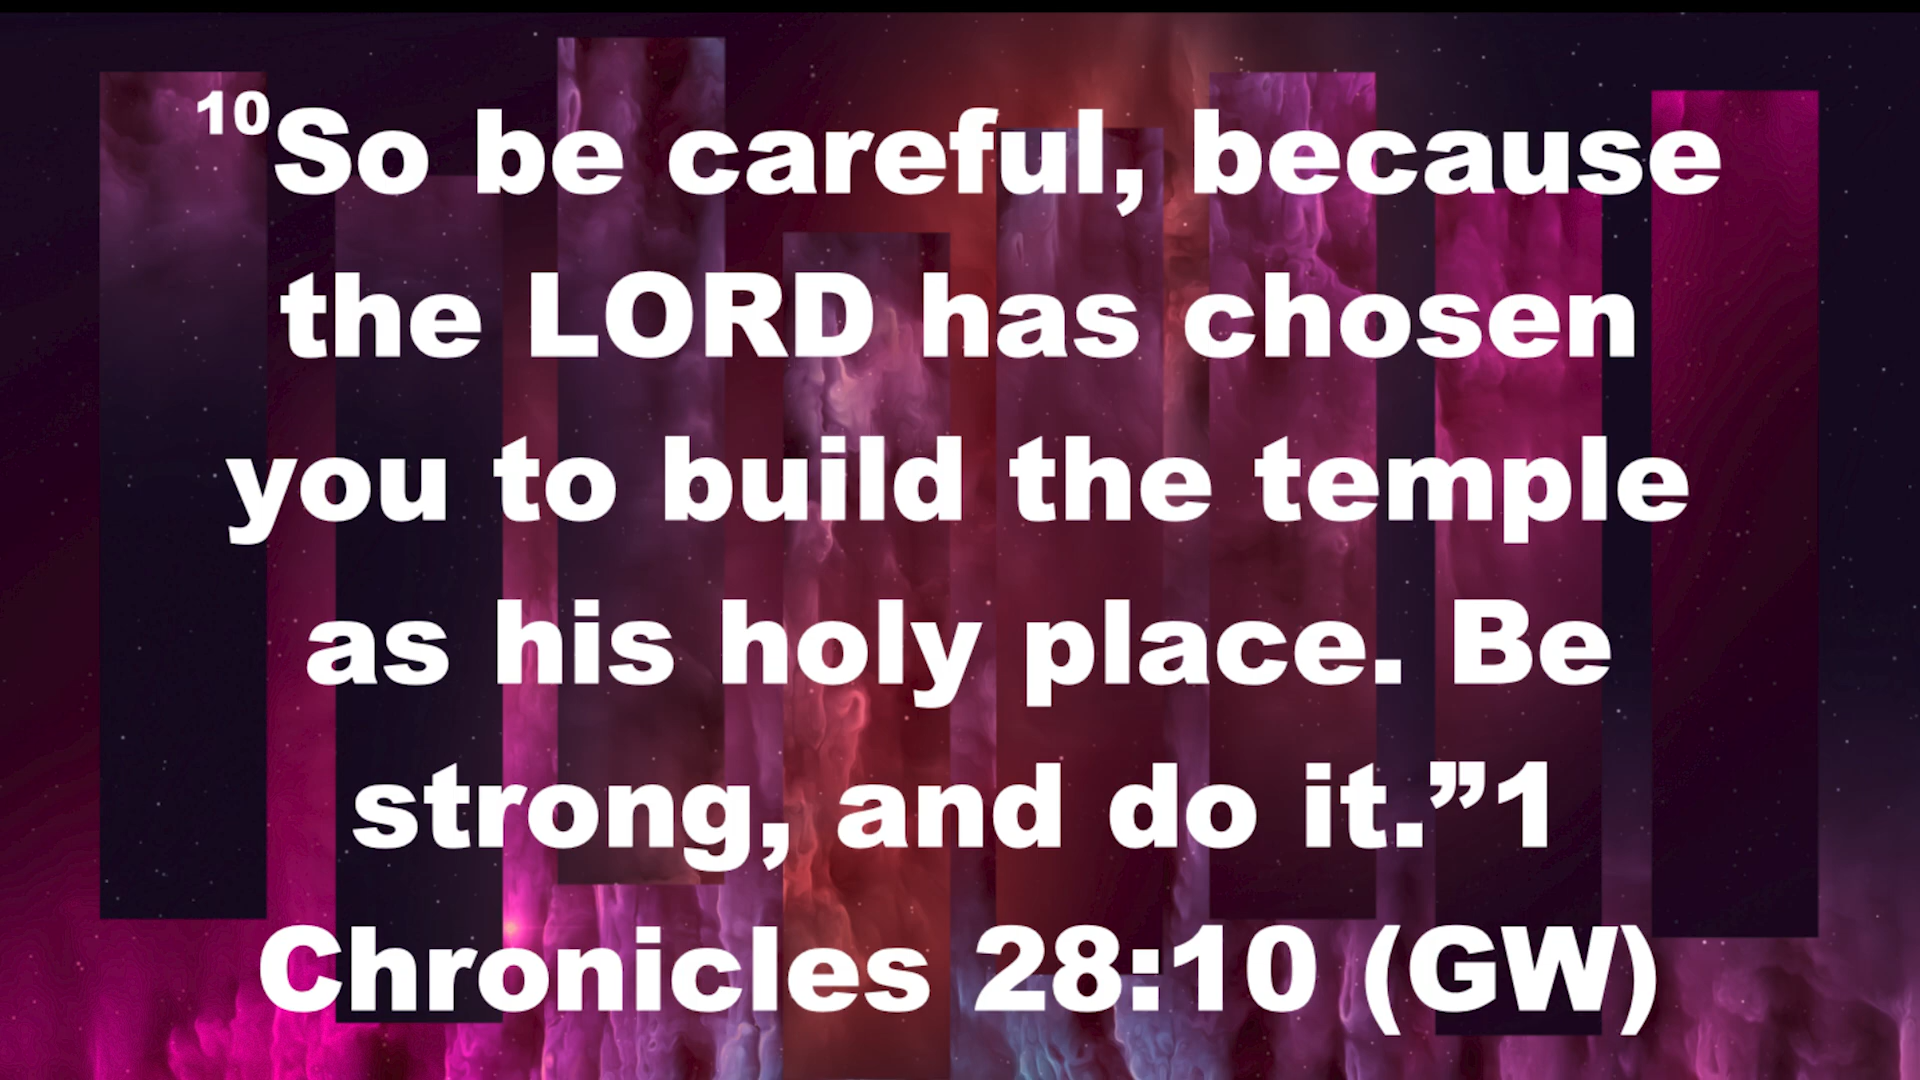 ¹⁰So be careful, because
the LORD has chosen
you to build the temple
as his holy place. Be
strong, and do it.”1
Chronicles 28:10 (GW)